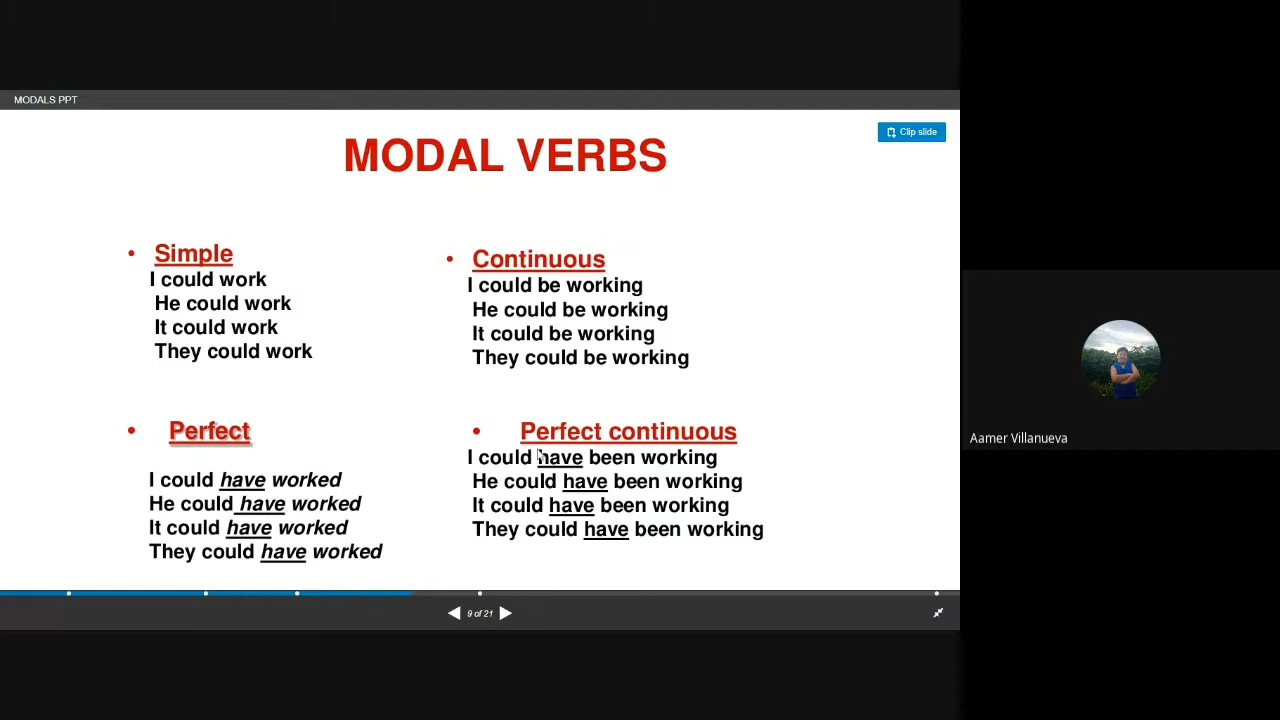 MODALS PPT
Clip slide
MODAL VERBS
• Simple
I could work
He could work
It could work
They could work
• Continuous
I could be working
He could be working
It could be working
They could be working
• Perfect
I could have worked
He could have worked
It could have worked
They could have worked
• Perfect continuous
I could have been working
He could have been working
It could have been working
They could have been working
9 of 21
Aamer Villanueva